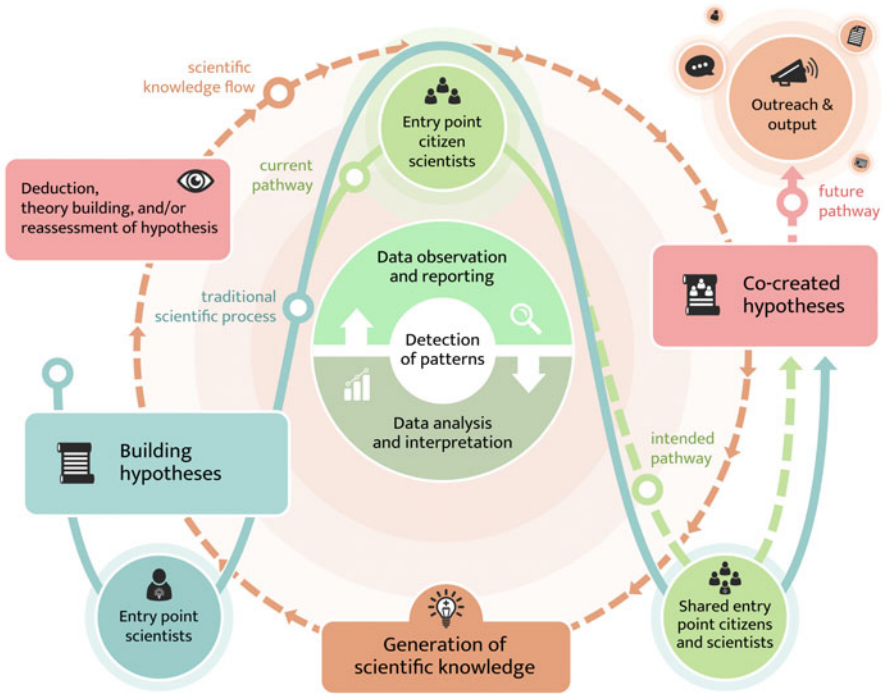 scientific
knowledge flow
Entry point
citizen
scientists
Outreach &
output
current
pathway
Deduction,
theory building, and/or
reassessment of hypothesis
future
pathway
Data observation
and reporting
Co-created
hypotheses
traditional
scientific process
Detection
of patterns
Data analysis
and interpretation
intended
pathway
Building
hypotheses
Entry point
scientists
Generation of
scientific knowledge
Shared entry
point citizens
and scientists